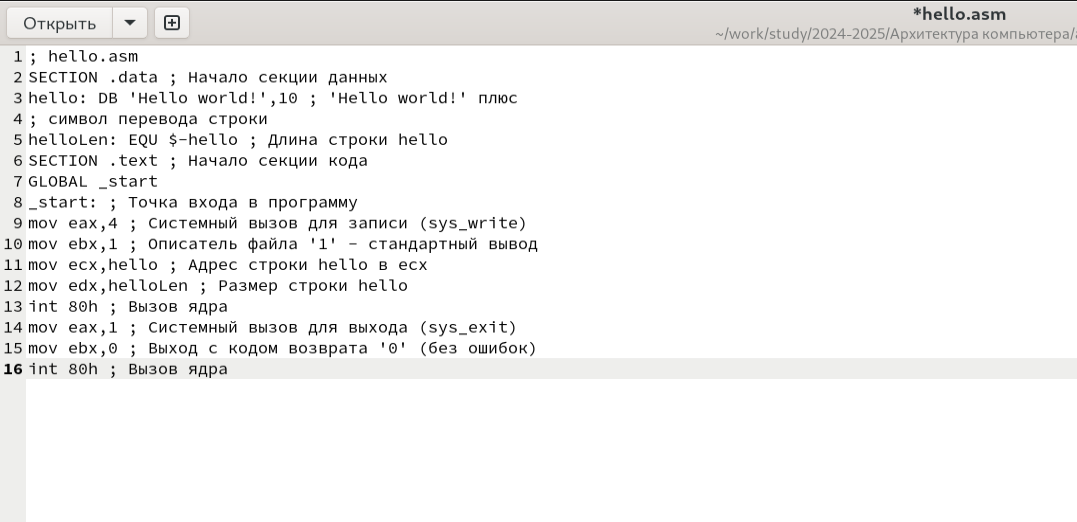 Открыть
*hello.asm
~/work/study/2024-2025/Архитектура компьютера/
1 ; hello.asm
2 SECTION .data ; Начало секции данных
3 hello: DB 'Hello world!',10 ; 'Hello world!' плюс
4 ; символ перевода строки
5 helloLen: EQU $-hello ; Длина строки hello
6 SECTION .text ; Начало секции кода
7 GLOBAL _start
8 _start: ; Точка входа в программу
9 mov eax,4 ; Системный вызов для записи (sys_write)
10 mov ebx,1 ; Описатель файла '1' - стандартный вывод
11 mov ecx,hello ; Адрес строки hello в ecx
12 mov edx,helloLen ; Размер строки hello
13 int 80h ; Вызов ядра
14 mov eax,1 ; Системный вызов для выхода (sys_exit)
15 mov ebx,0 ; Выход с кодом возврата '0' (без ошибок)
16 int 80h ; Вызов ядра